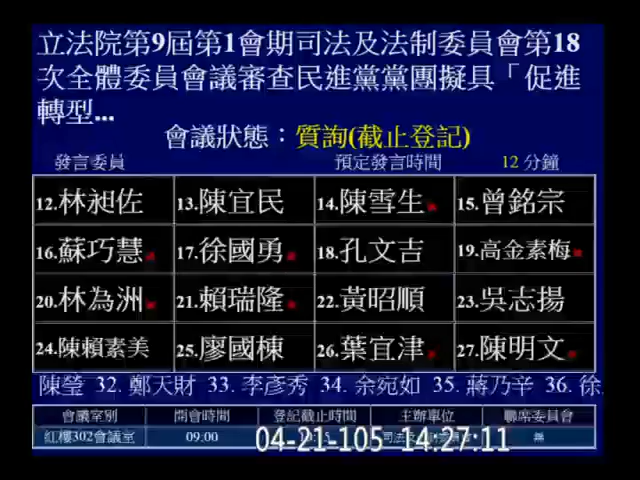 立法院第9屆第1會期司法及法制委員會第18
次全體委員會議審查民進黨黨團擬具「促進
轉型...
會議狀態：質詢(截止登記)
發言委員 預定發言時間 12 分鐘
12.林昶佐 13.陳宜民 14.陳雪生 15.曾銘宗
16.蘇巧慧 17.徐國勇 18.孔文吉 19.高金素梅
20.林為洲 21.賴瑞隆 22.黃昭順 23.吳志揚
24.陳賴素美 25.廖國棟 26.葉宜津 27.陳明文
陳瑩 32. 鄭天財 33. 李彥秀 34. 余宛如 35. 蔣乃辛 36. 徐
會議室別 開會時間 登記截止時間 主辦單位 聯席委員會
紅樓302會議室 09:00 無
04-21-105 14:27:11